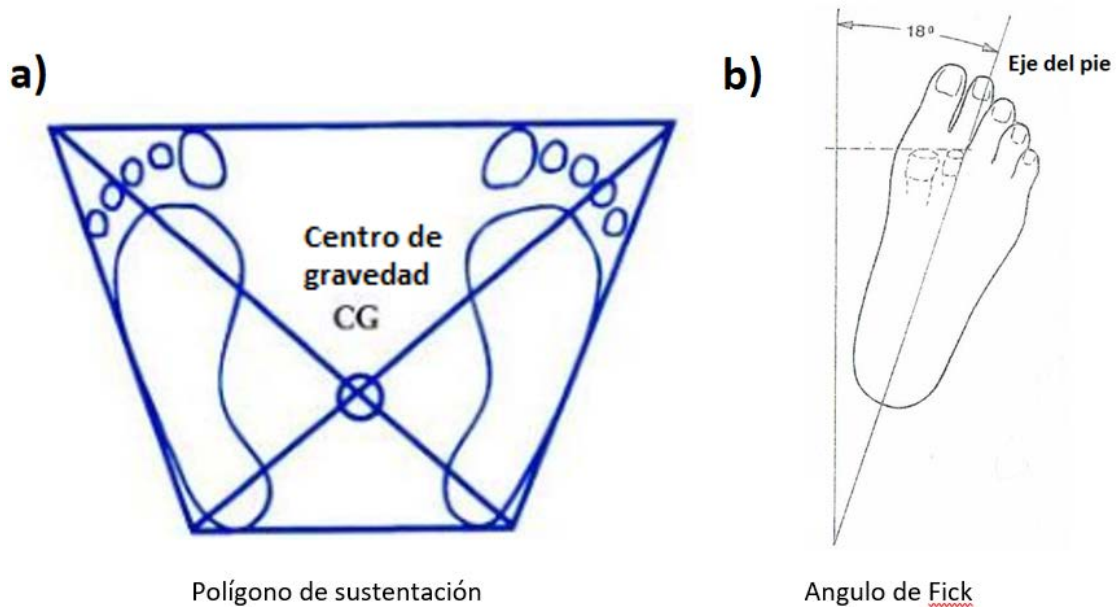 a)
Centro de
gravedad
CG
Polígono de sustentación
b)
18º
Eje del pie
Angulo de Fick